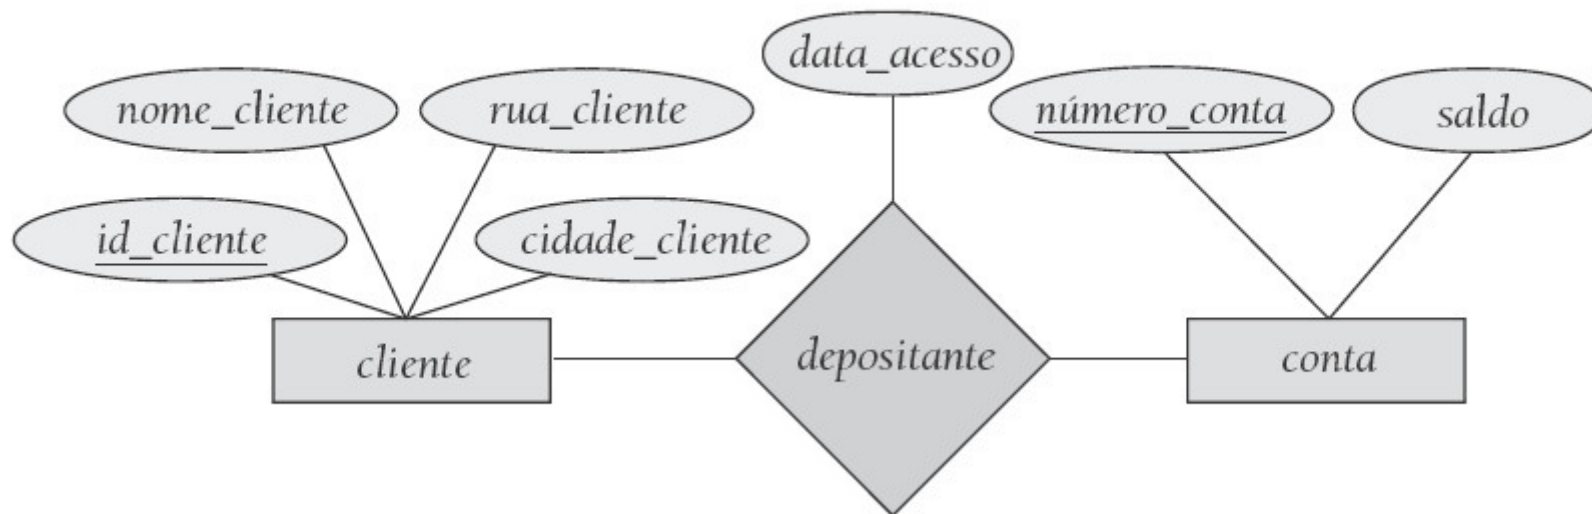 data_acesso
nome_cliente
rua_cliente
número_conta
saldo
id_cliente
cidade_cliente
cliente
depositante
conta